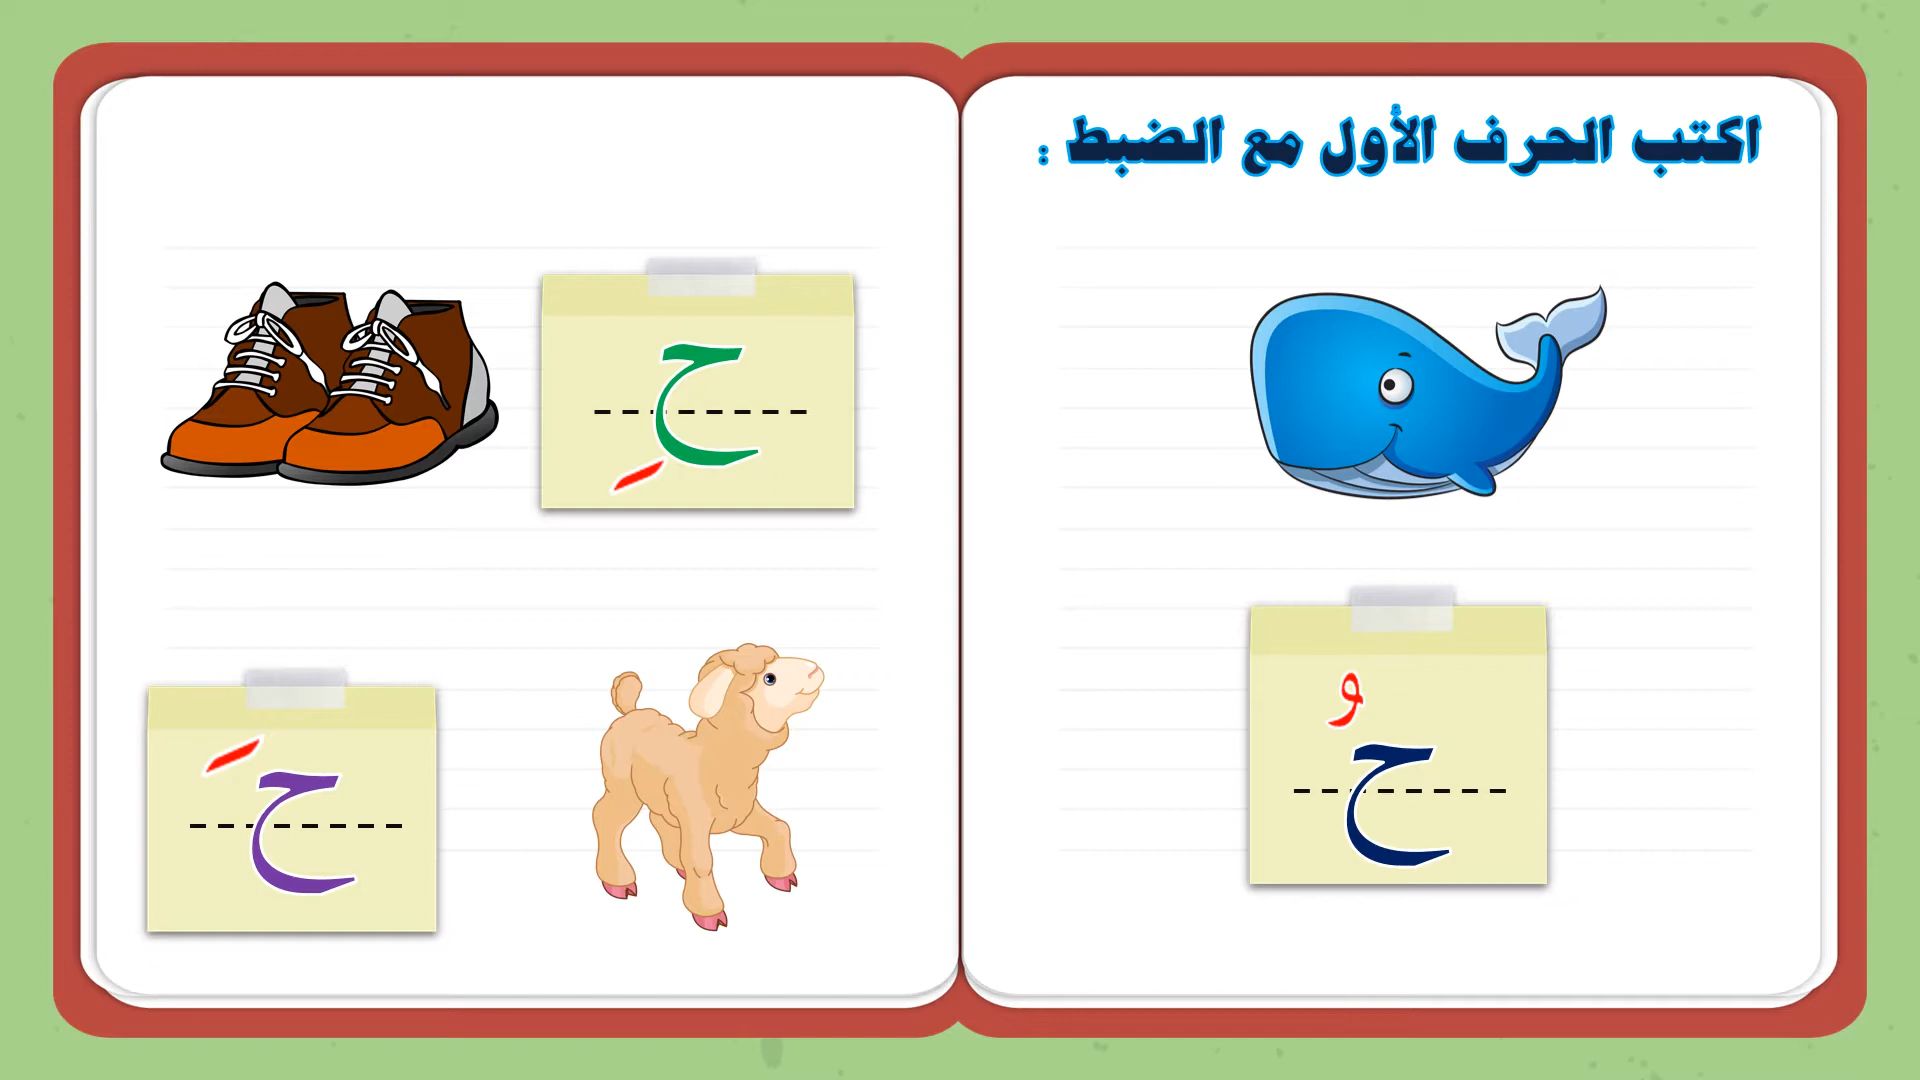 اكتب الحرف الأول مع الضبط :
حُ
حِ
حَ